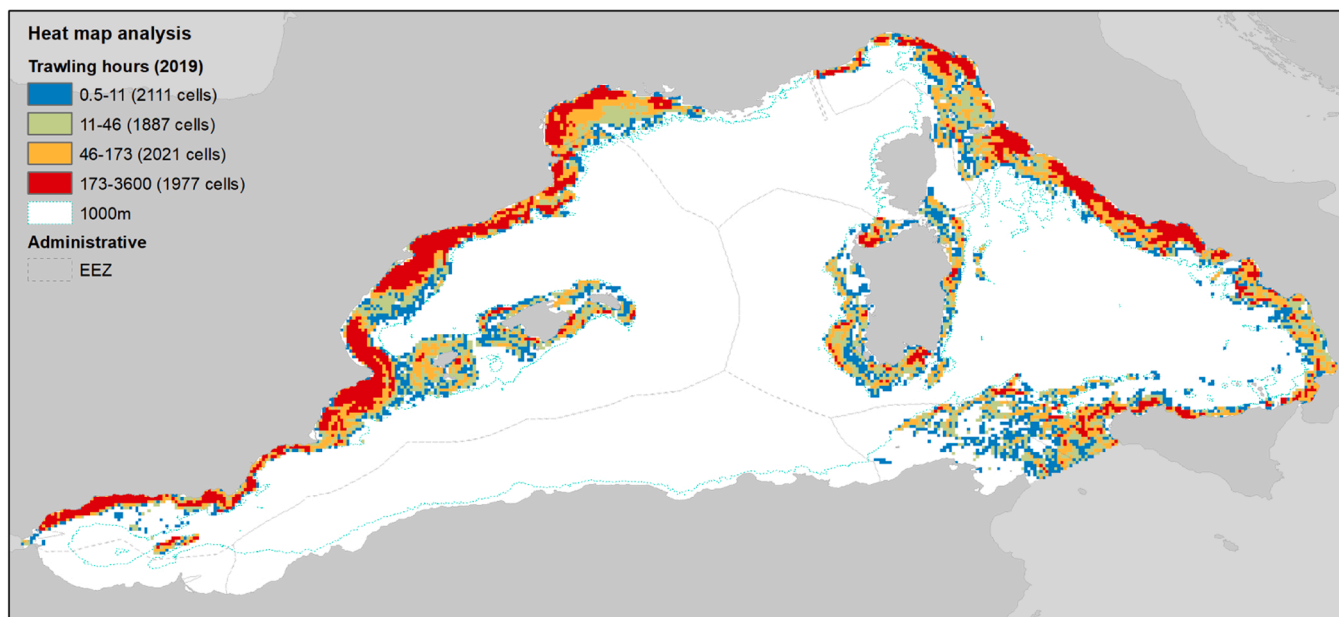 Heat map analysis
Trawling hours (2019)
0.5-11 (2111 cells)
11-46 (1887 cells)
46-173 (2021 cells)
173-3600 (1977 cells)
1000m
Administrative
EEZ